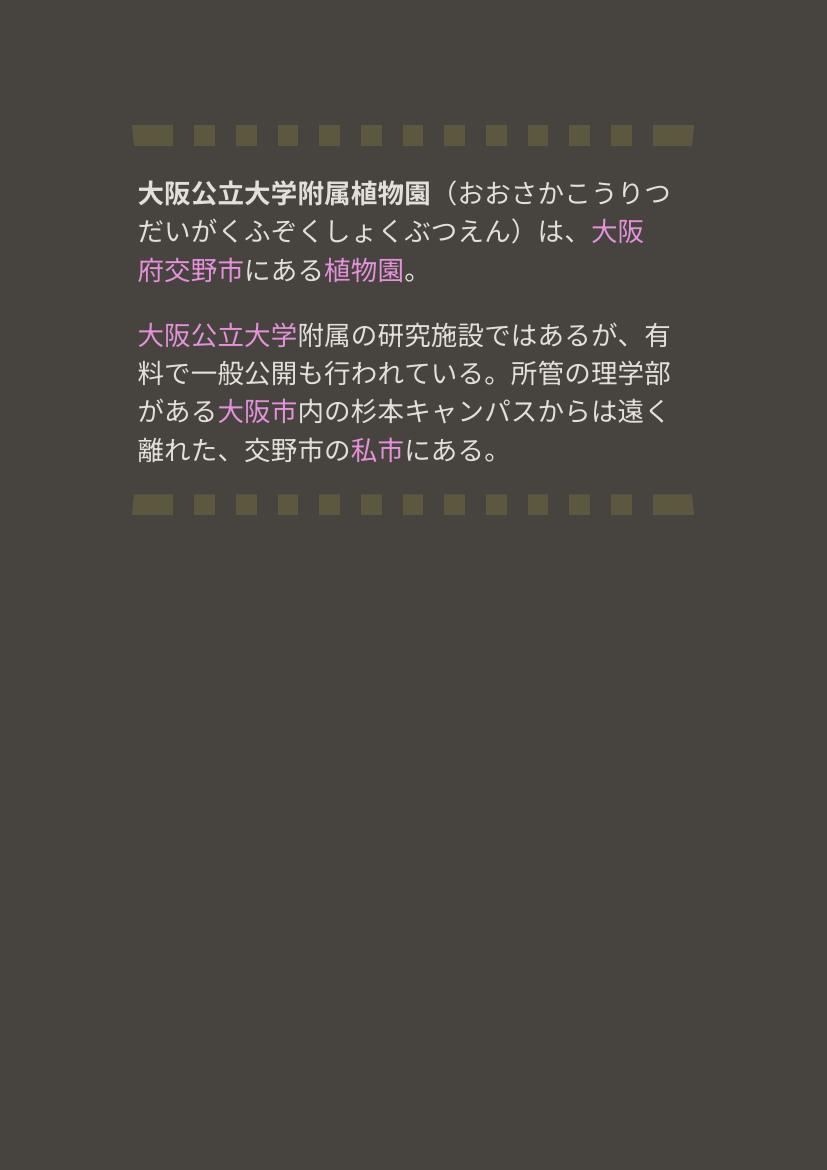 大阪公立大学附属植物園（おおさかこうりつ
だいがくふぞくしょくぶつえん）は、大阪
府交野市にある植物園。
大阪公立大学附属の研究施設ではあるが、有
料で一般公開も行われている。所管の理学部
がある大阪市内の杉本キャンパスからは遠く
離れた、交野市の私市にある。